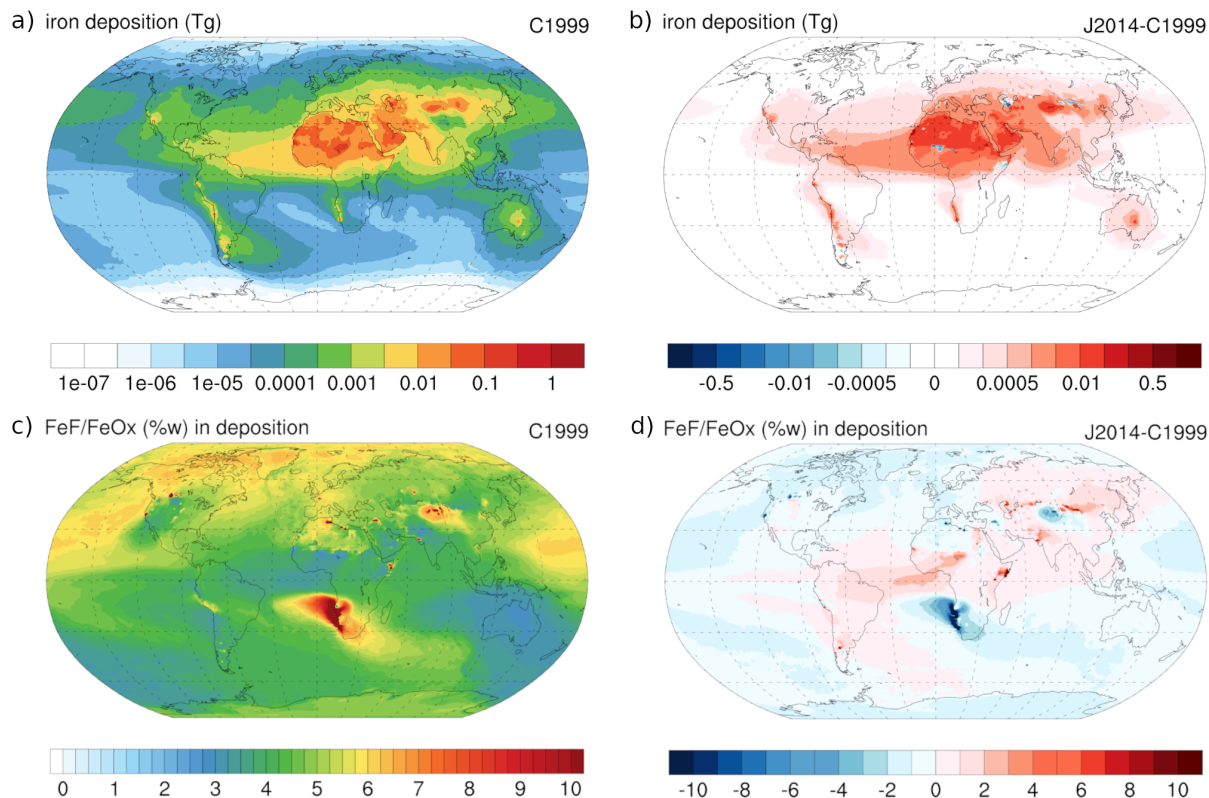 a) iron deposition (Tg) C1999
1e-07 1e-06 1e-05 0.0001 0.001 0.01 0.1 1
b) iron deposition (Tg) J2014-C1999
-0.5 -0.01 -0.0005 0 0.0005 0.01 0.5
c) FeF/FeOx (%w) in deposition C1999
0 1 2 3 4 5 6 7 8 9 10
d) FeF/FeOx (%w) in deposition J2014-C1999
-10 -8 -6 -4 -2 0 2 4 6 8 10